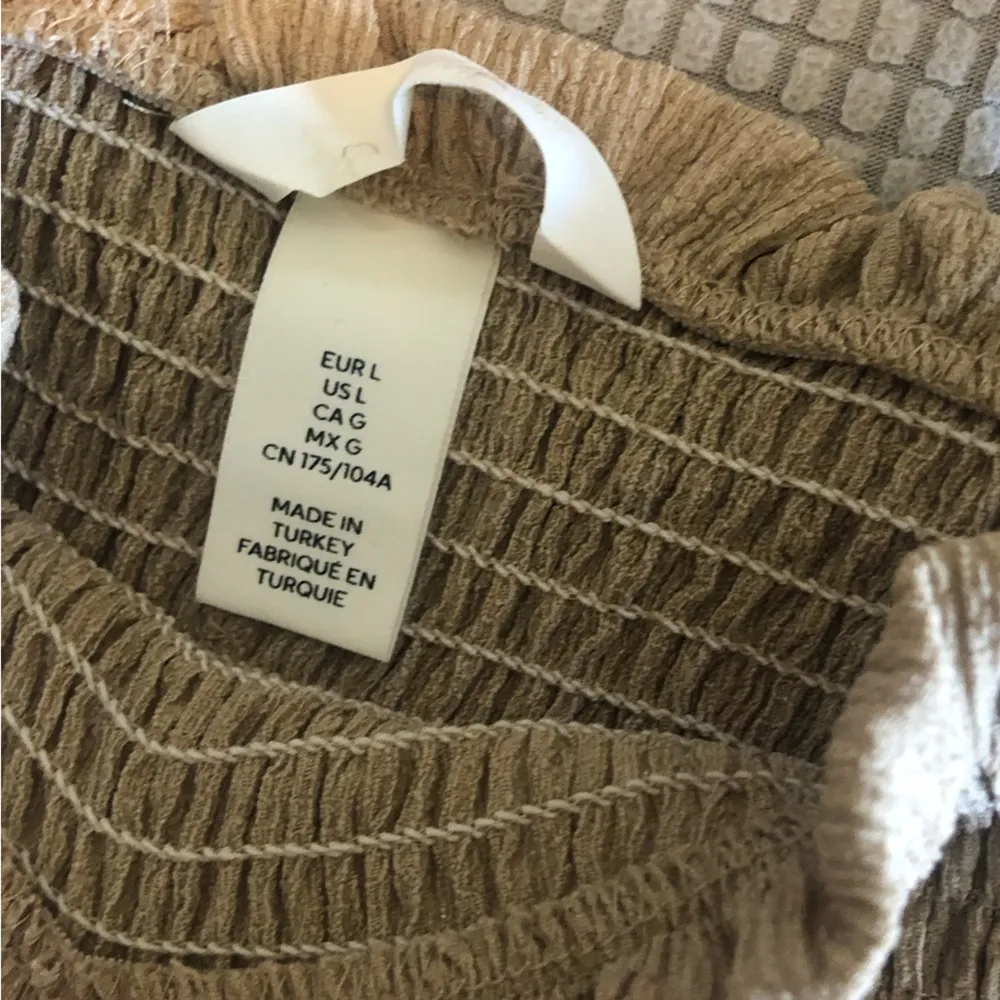 EUR L
US L
CA G
MX G
CN 175/104A
MADE IN
TURKEY
FABRIQUÉ EN
TURQUIE